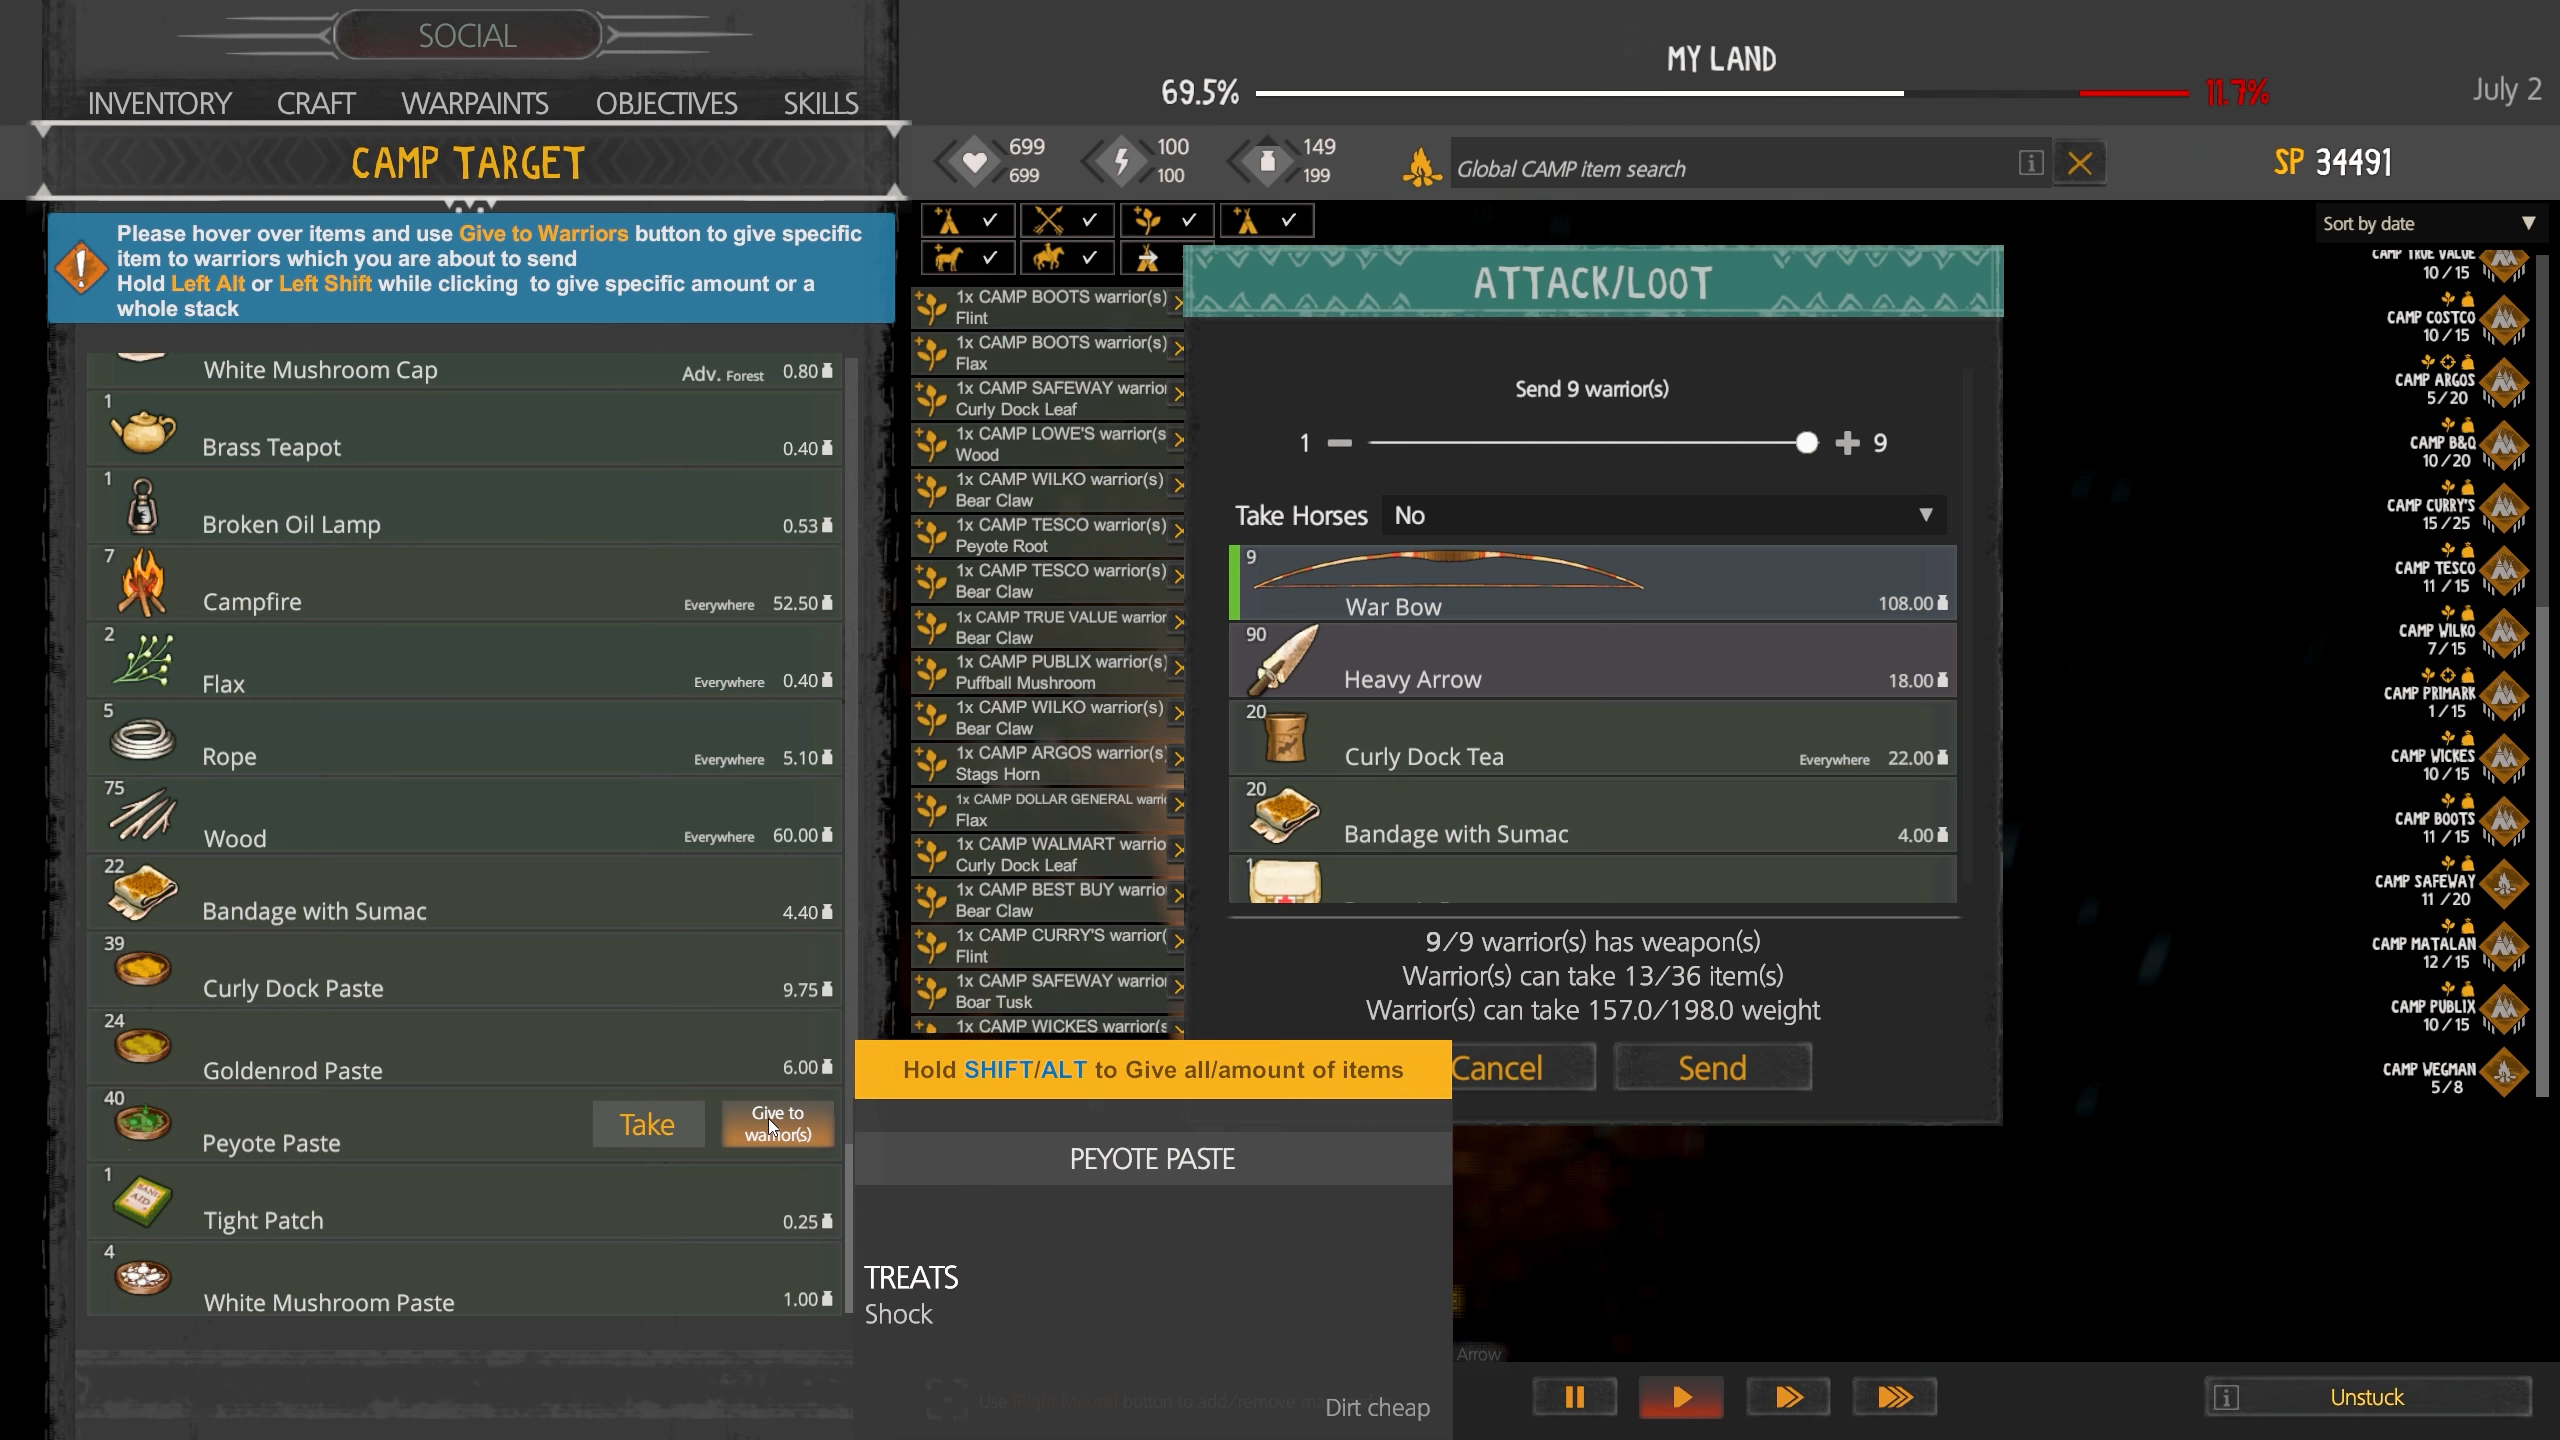 SOCIAL
INVENTORY CRAFT WARPAINTS OBJECTIVES SKILLS
CAMP TARGET
Please hover over items and use Give to Warriors button to give specific
item to warriors which you are about to send
Hold Left Alt or Left Shift while clicking to give specific amount or a
whole stack
White Mushroom Cap Adv. Forest 0.80
1
Brass Teapot 0.40
1
Broken Oil Lamp 0.53
7
Campfire Everywhere 52.50
2
Flax Everywhere 0.40
5
Rope Everywhere 5.10
75
Wood Everywhere 60.00
22
Bandage with Sumac 4.40
39
Curly Dock Paste 9.75
24
Goldenrod Paste 6.00
40
Peyote Paste Take Give to
warrior(s)
1
BAND
AID
Tight Patch 0.25
4
White Mushroom Paste 1.00
MY LAND
69.5% 11.7%
July 2
699
699
100
100
149
199
Global CAMP item search
SP 34491
Sort by date
1x CAMP BOOTS warrior(s)
Flint
1x CAMP BOOTS warrior(s)
Flax
1x CAMP SAFEWAY warrior
Curly Dock Leaf
1x CAMP LOWE'S warrior(s
Wood
1x CAMP WILKO warrior(s)
Bear Claw
1x CAMP TESCO warrior(s)
Peyote Root
1x CAMP TESCO warrior(s)
Bear Claw
1x CAMP TRUE VALUE warrior
Bear Claw
1x CAMP PUBLIX warrior(s)
Puffball Mushroom
1x CAMP WILKO warrior(s)
Bear Claw
1x CAMP ARGOS warrior(s)
Stags Horn
1x CAMP DOLLAR GENERAL warri
Flax
1x CAMP WALMART warrio
Curly Dock Leaf
1x CAMP BEST BUY warrio
Bear Claw
1x CAMP CURRY'S warrior(
Flint
1x CAMP SAFEWAY warrior
Boar Tusk
1x CAMP WICKES warrior(s
ATTACK/LOOT
Send 9 warrior(s)
1 9
Take Horses No
9
War Bow 108.00
90
Heavy Arrow 18.00
20
Curly Dock Tea Everywhere 22.00
20
Bandage with Sumac 4.00
1
9/9 warrior(s) has weapon(s)
Warrior(s) can take 13/36 item(s)
Warrior(s) can take 157.0/198.0 weight
Cancel Send
Hold SHIFT/ALT to Give all/amount of items
PEYOTE PASTE
TREATS
Shock
Use Right Mouse button to add/remove ma
Dirt cheap
Arrow
CAMP TRUE VALUE
10/15
CAMP COSTCO
10/15
CAMP ARGOS
5/20
CAMP B&Q
10/20
CAMP CURRY'S
15/25
CAMP TESCO
11/15
CAMP WILKO
7/15
CAMP PRIMARK
1/15
CAMP WICKES
10/15
CAMP BOOTS
11/15
CAMP SAFEWAY
11/20
CAMP MATALAN
12/15
CAMP PUBLIX
10/15
CAMP WEGMAN
5/8
Unstuck